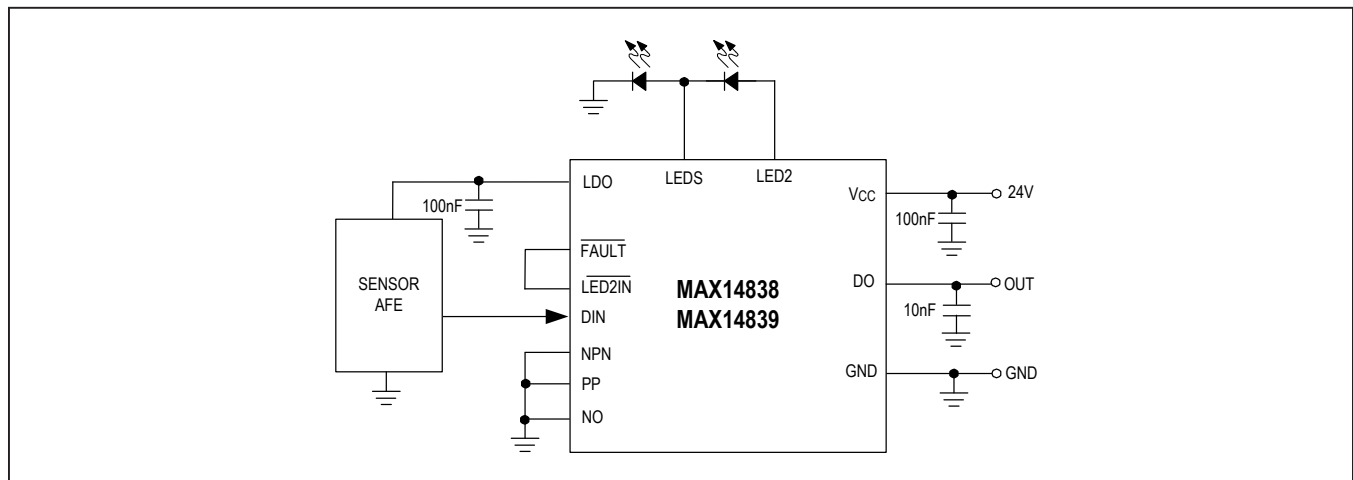 LDO
LEDS
LED2
VCC
24V
100nF
100nF
FAULT
LED2IN
SENSOR
AFE
MAX14838
MAX14839
DO
OUT
10nF
DIN
NPN
PP
NO
GND
GND